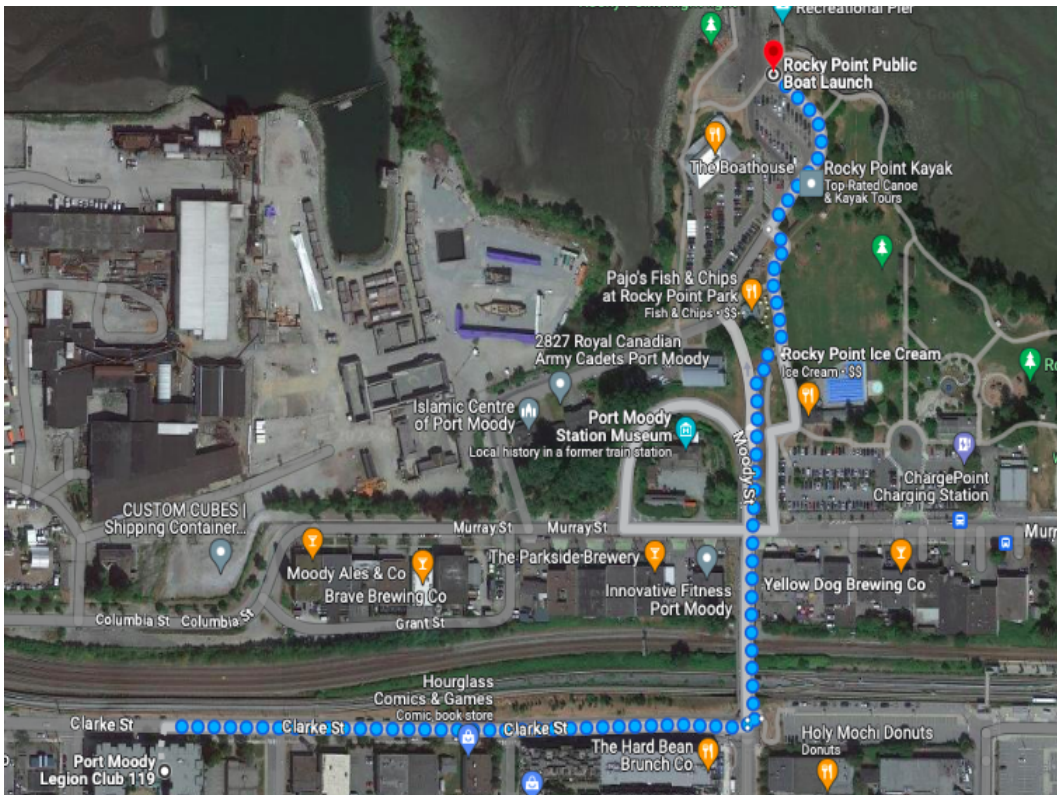 Recreational Pier
Rocky Point Public
Boat Launch
The Boathouse
Rocky Point Kayak
Top Rated Canoe
& Kayak Tours
Pajo's Fish & Chips
at Rocky Point Park
Fish & Chips • $$
2827 Royal Canadian
Army Cadets Port Moody
Rocky Point Ice Cream
Ice Cream • $$
Islamic Centre
of Port Moody
Port Moody
Station Museum
Local history in a former train station
Moody St
ChargePoint
Charging Station
CUSTOM CUBES |
Shipping Container...
Murray St
Murray St
Moody Ales & Co
Brave Brewing Co
The Parkside Brewery
Innovative Fitness
Port Moody
Yellow Dog Brewing Co
Columbia St
Columbia St
Grant St
Hourglass
Comics & Games
Comic book store
Clarke St
Clarke St
Clarke St
Port Moody
Legion Club 119
The Hard Bean
Brunch Co
Holy Mochi Donuts
Donuts